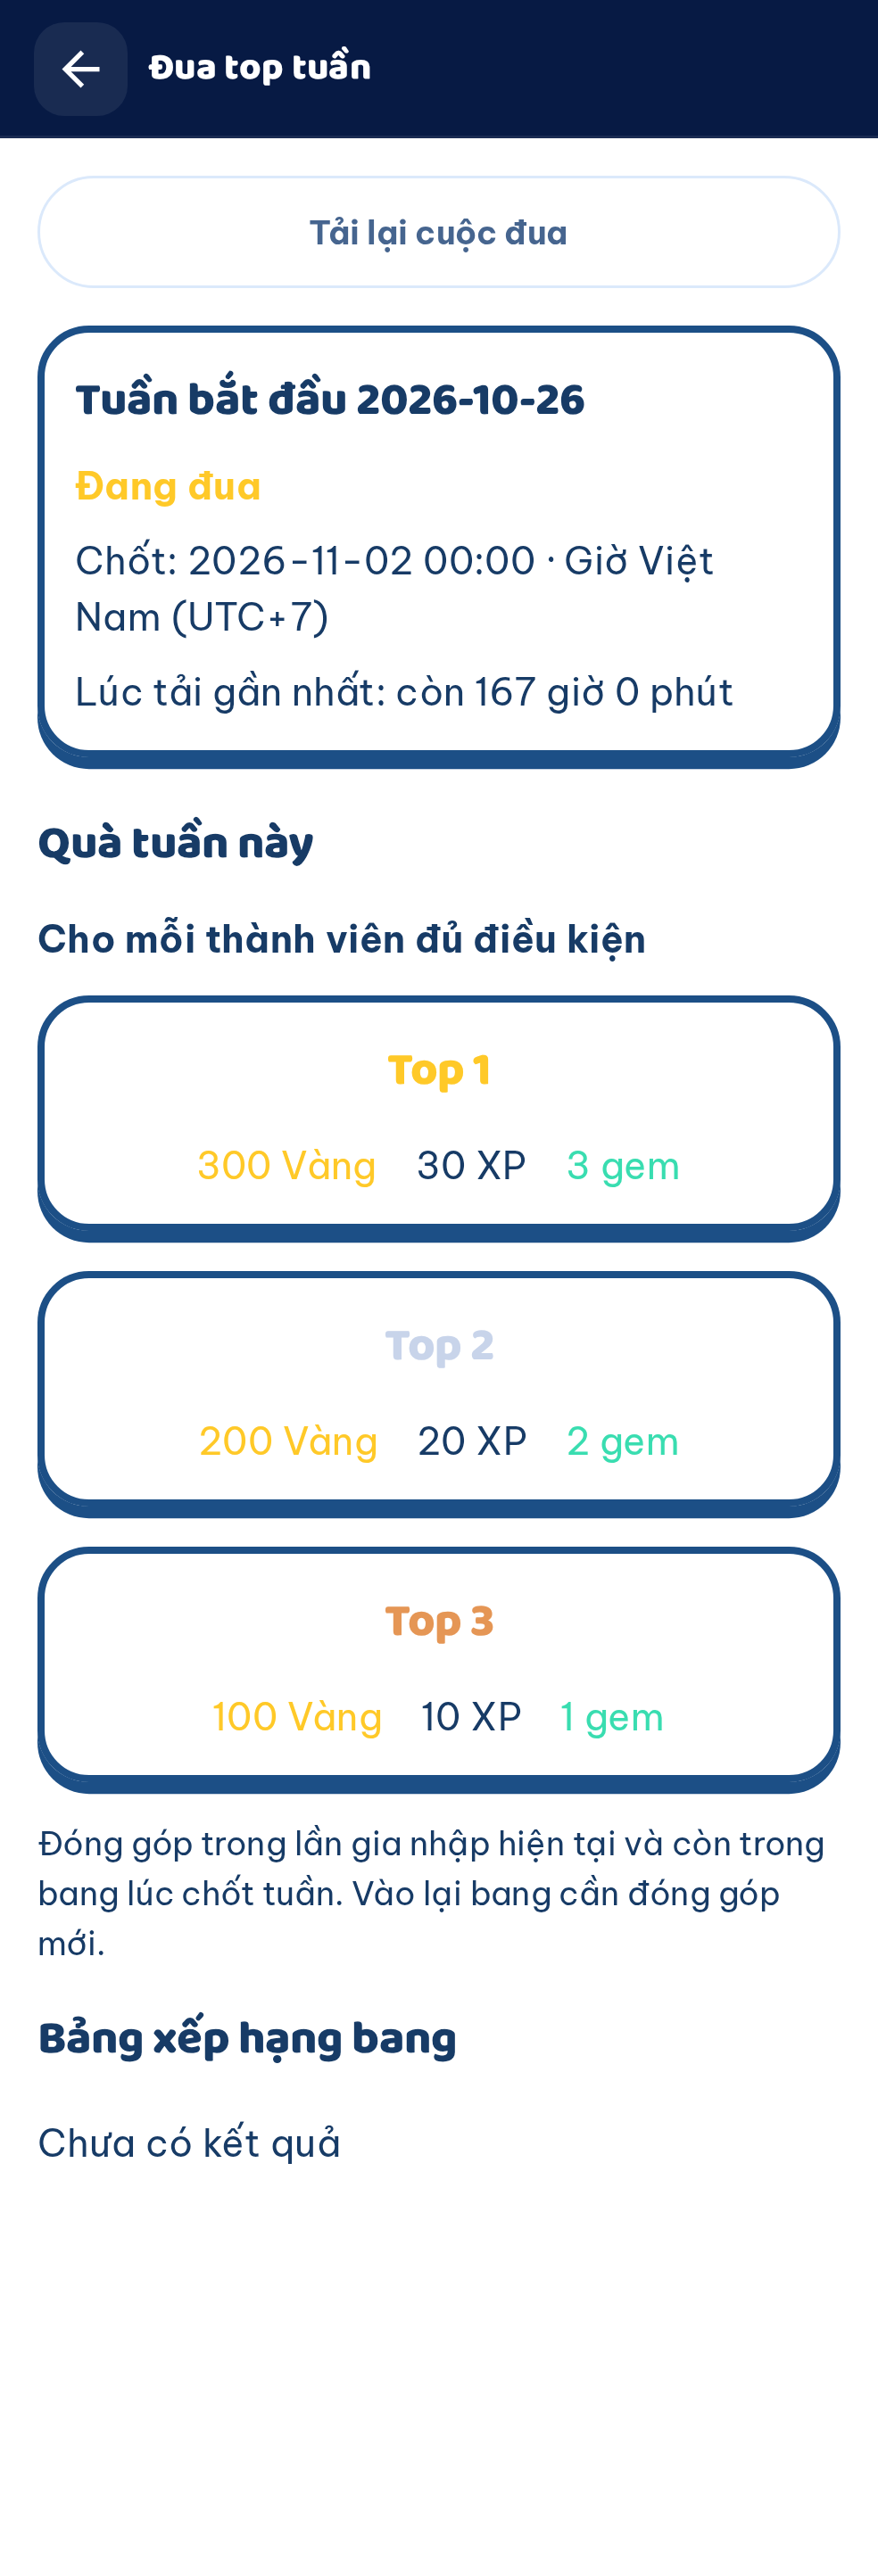 Đua top tuần
Tải lại cuộc đua
Tuần bắt đầu 2026-10-26
Đang đua
Chốt: 2026-11-02 00:00 · Giờ Việt
Nam (UTC+7)
Lúc tải gần nhất: còn 167 giờ 0 phút
Quà tuần này
Cho mỗi thành viên đủ điều kiện
Top 1
300 Vàng 30 XP 3 gem
Top 2
200 Vàng 20 XP 2 gem
Top 3
100 Vàng 10 XP 1 gem
Đóng góp trong lần gia nhập hiện tại và còn trong
bang lúc chốt tuần. Vào lại bang cần đóng góp
mới.
Bảng xếp hạng bang
Chưa có kết quả